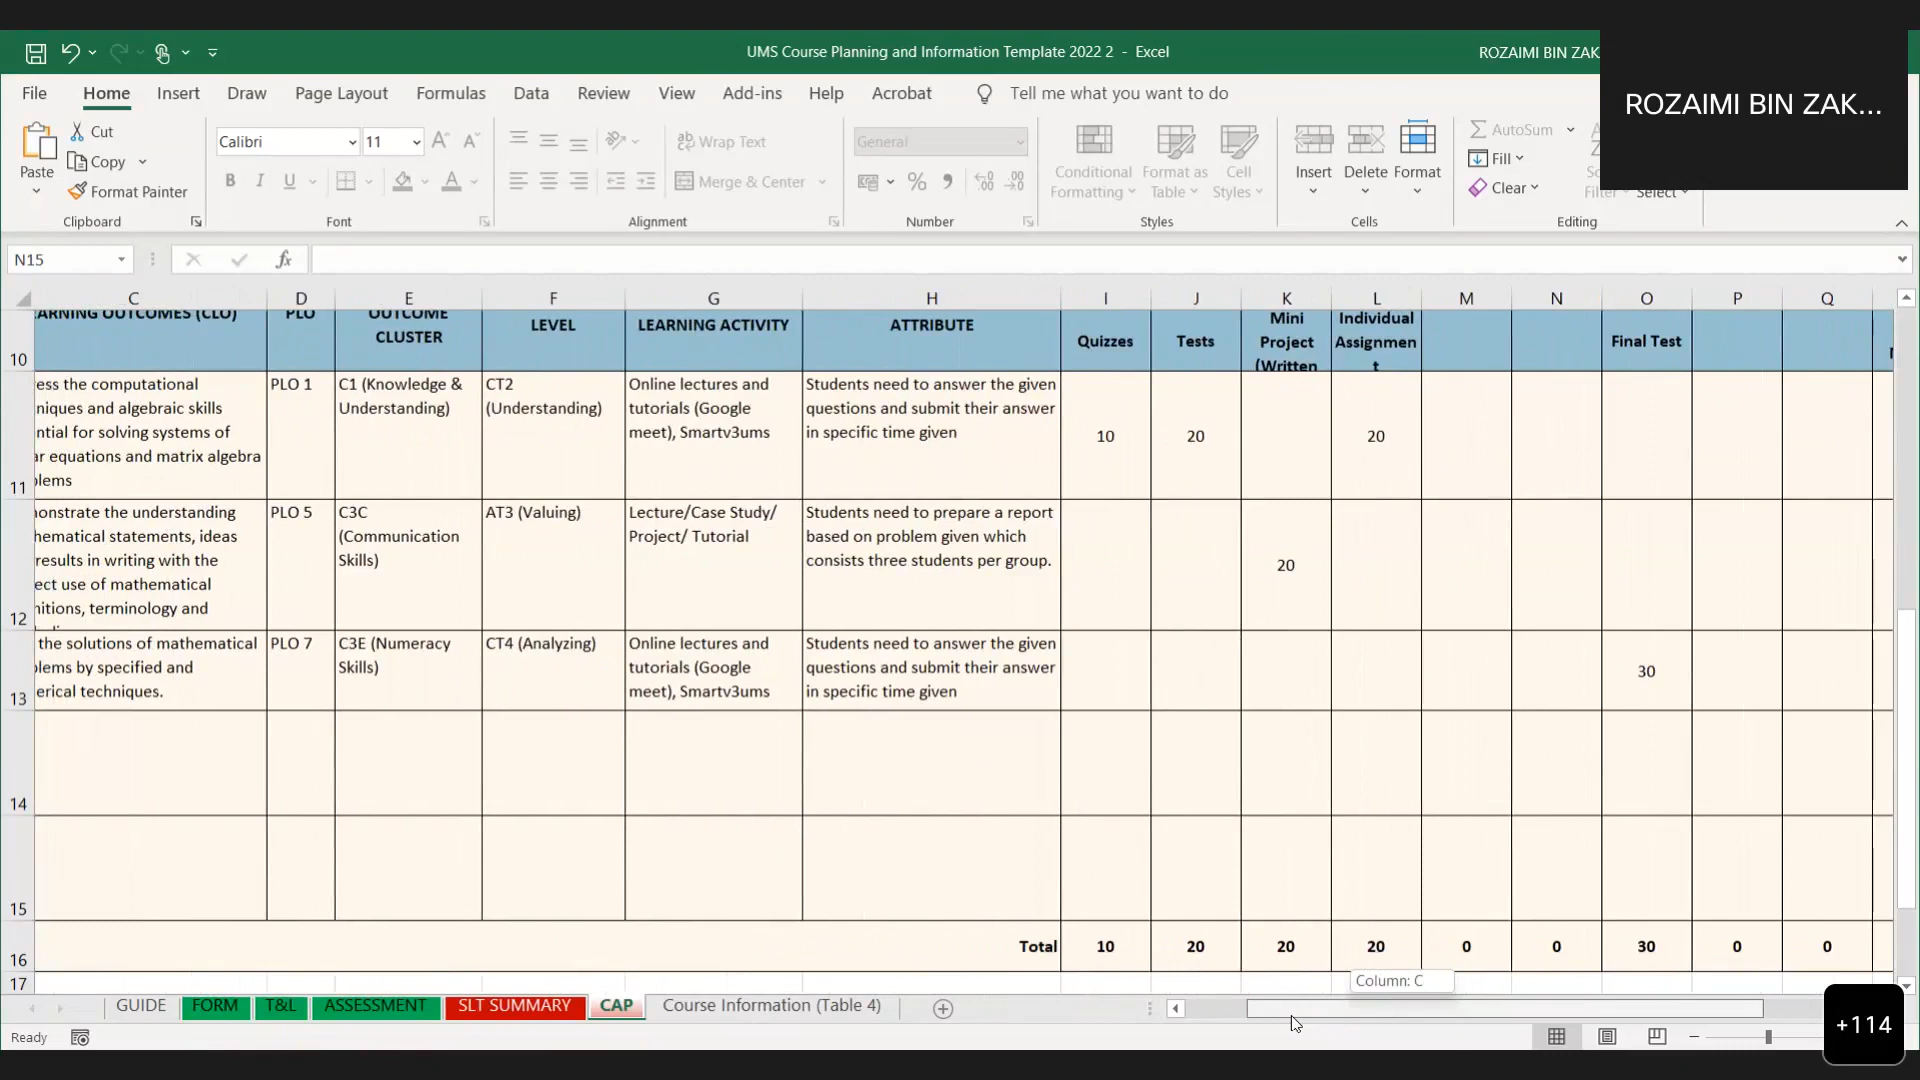 UMS Course Planning and Information Template 2022 2 - Excel
ROZAIMI BIN ZAK
ROZAIMI BIN ZAK...
File Home Insert Draw Page Layout Formulas Data Review View Add-ins Help Acrobat Tell me what you want to do
Paste
Cut
Copy
Format Painter
Clipboard
Calibri 11
B I U
Font
Wrap Text
Merge & Center
Alignment
General
Number
Conditional Formatting
Format as Table
Cell Styles
Styles
Insert Delete Format
Cells
AutoSum
Fill
Clear
Select
Editing
N15
fx
C D E F G H I J K L M N O P Q
10 PLO OUTCOME CLUSTER LEVEL LEARNING ACTIVITY ATTRIBUTE Quizzes Tests Mini Project (Written Individual Assignmen t Final Test
ARNING OUTCOMES (CLO)
11
ess the computational
niques and algebraic skills
ntial for solving systems of
ar equations and matrix algebra
lems
PLO 1
C1 (Knowledge &
Understanding)
CT2
(Understanding)
Online lectures and
tutorials (Google
meet), Smartv3ums
Students need to answer the given
questions and submit their answer
in specific time given
10 20 20
12
onstrate the understanding
hematical statements, ideas
results in writing with the
ect use of mathematical
nitions, terminology and
PLO 5
C3C
(Communication
Skills)
AT3 (Valuing)
Lecture/Case Study/
Project/ Tutorial
Students need to prepare a report
based on problem given which
consists three students per group.
20
13
the solutions of mathematical
lems by specified and
erical techniques.
PLO 7
C3E (Numeracy
Skills)
CT4 (Analyzing)
Online lectures and
tutorials (Google
meet), Smartv3ums
Students need to answer the given
questions and submit their answer
in specific time given
30
14
15
16 Total 10 20 20 20 0 0 30 0 0
17
Column: C
GUIDE FORM T&L ASSESSMENT SLT SUMMARY CAP Course Information (Table 4)
Ready
+114